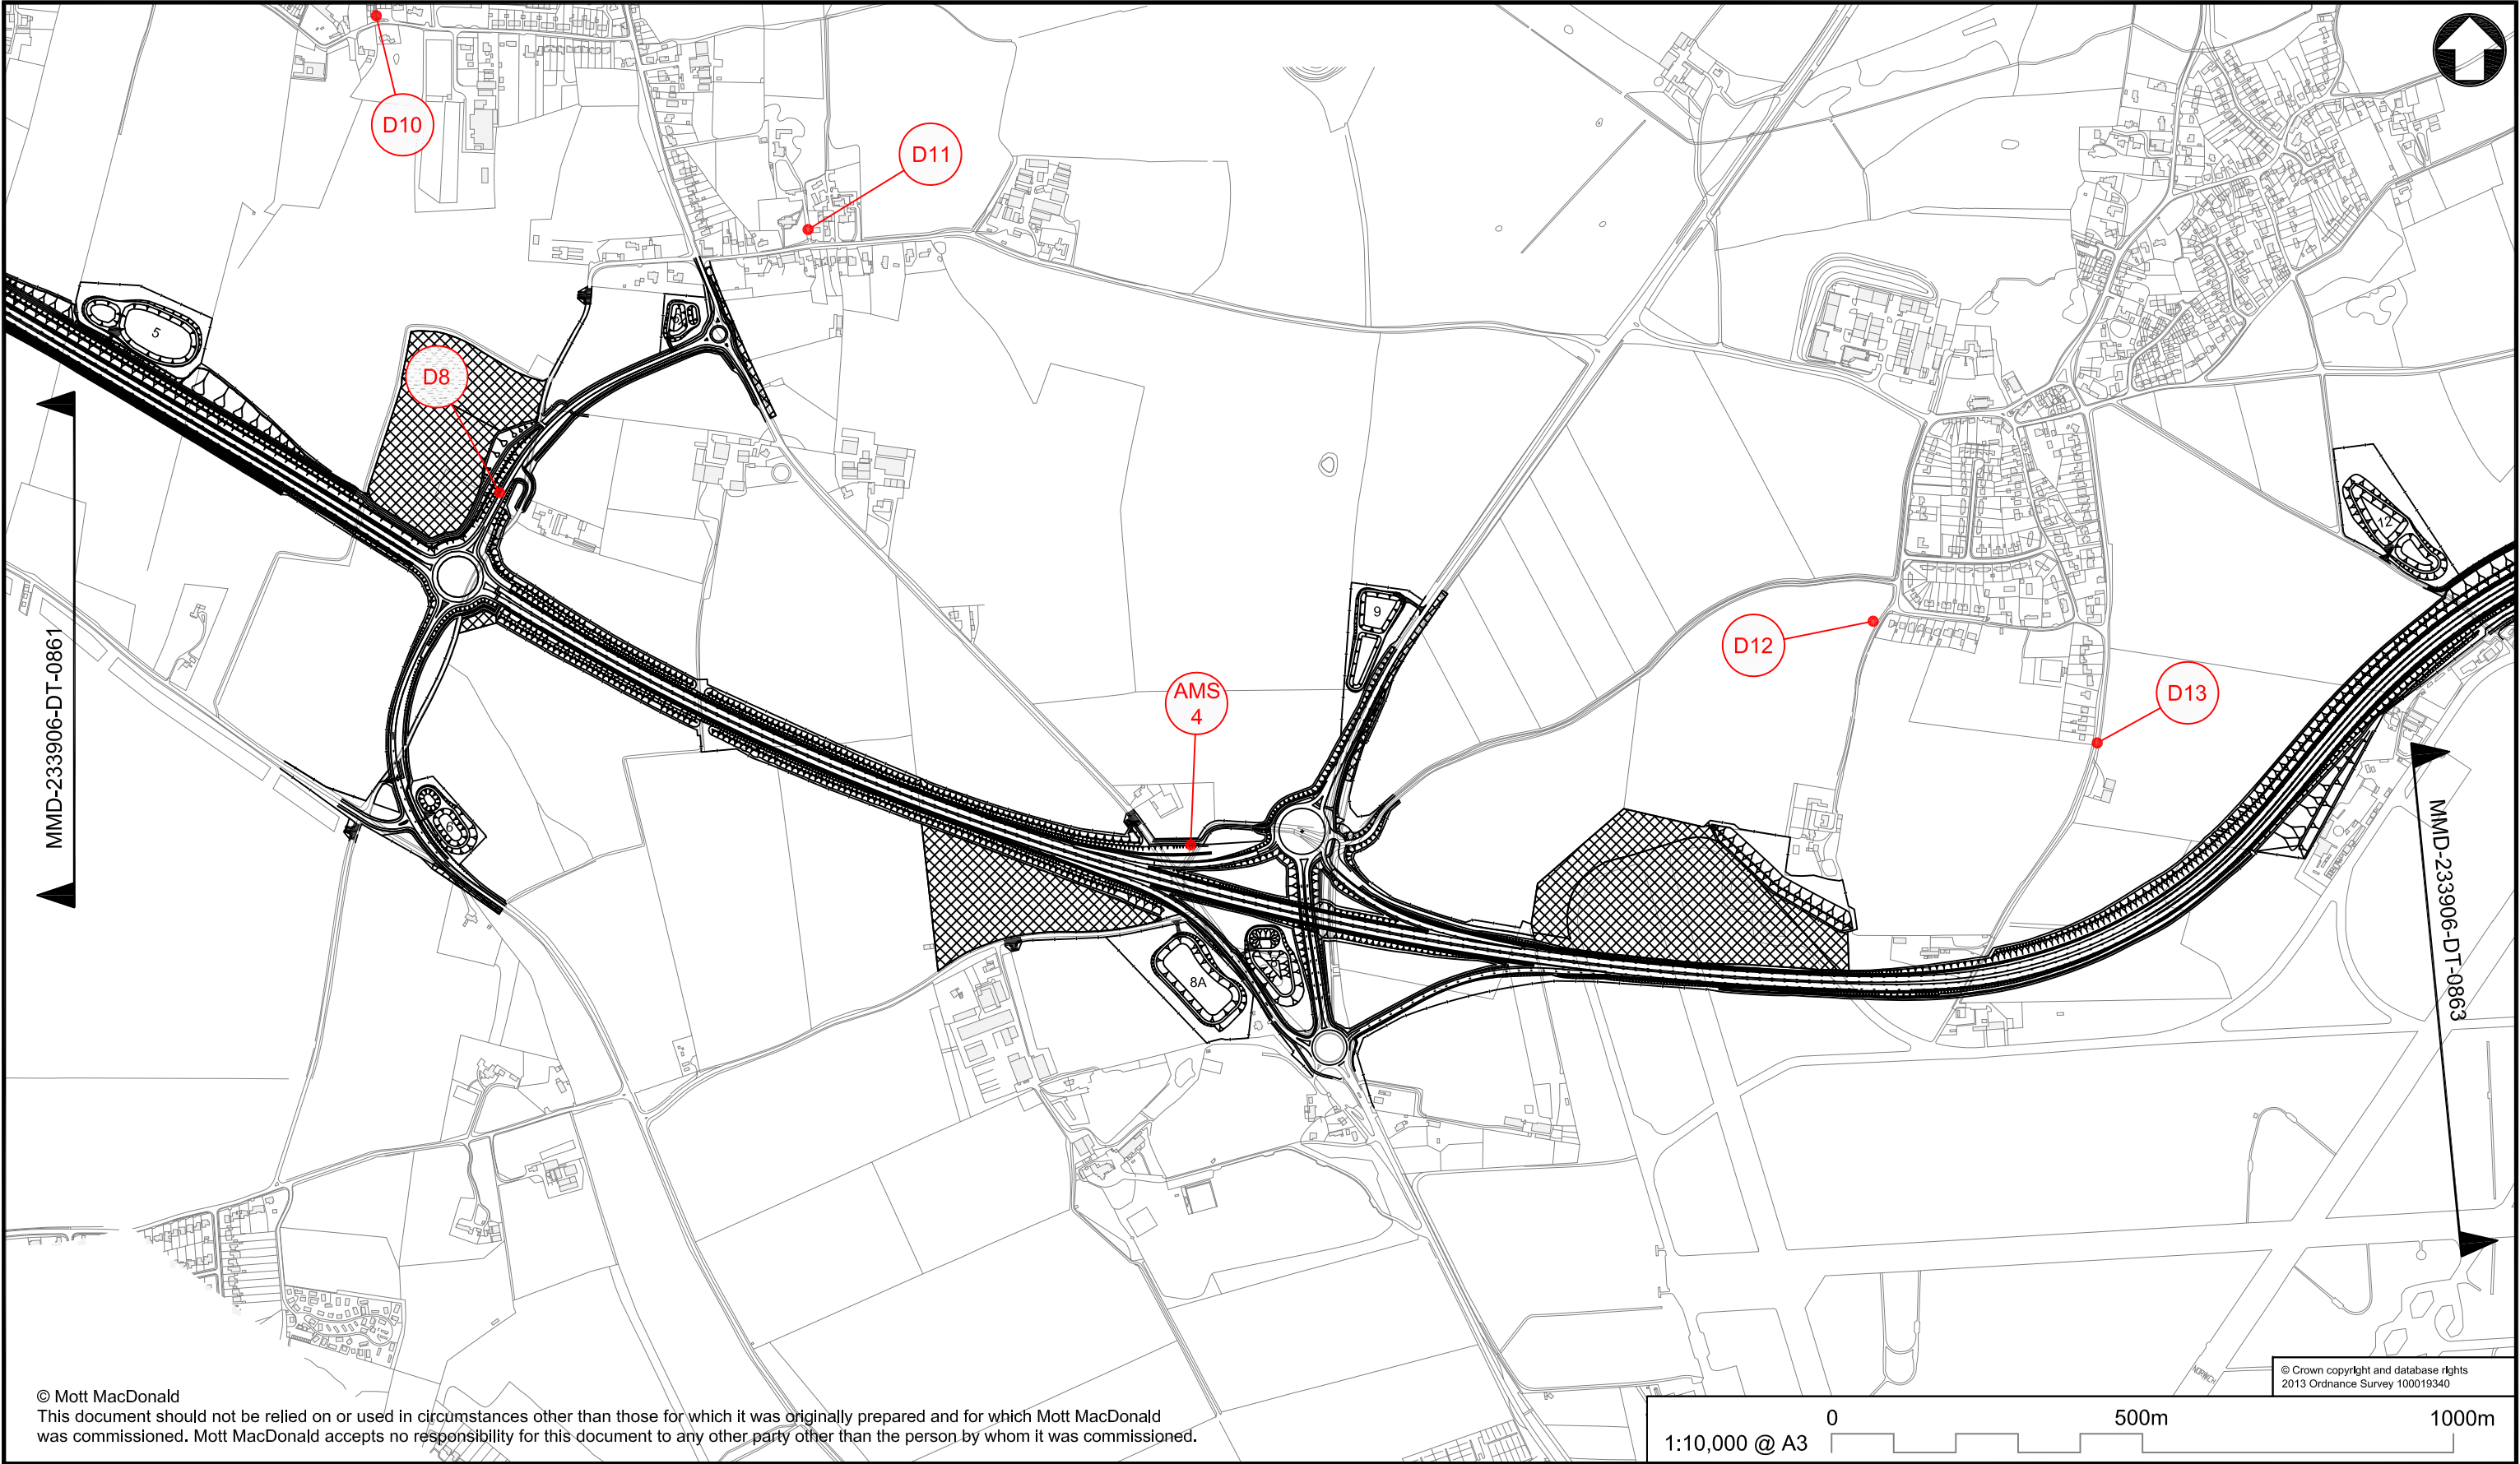 D10
D11
5
D8
12
9
D12
MMD-233906-DT-0861
AMS
4
D13
6
MMD-233906-DT-0863
8A
NORWICH
© Crown copyright and database rights
2013 Ordnance Survey 100019340
© Mott MacDonald
This document should not be relied on or used in circumstances other than those for which it was originally prepared and for which Mott MacDonald
was commissioned. Mott MacDonald accepts no responsibility for this document to any other party other than the person by whom it was commissioned.
0 500m 1000m
1:10,000 @ A3